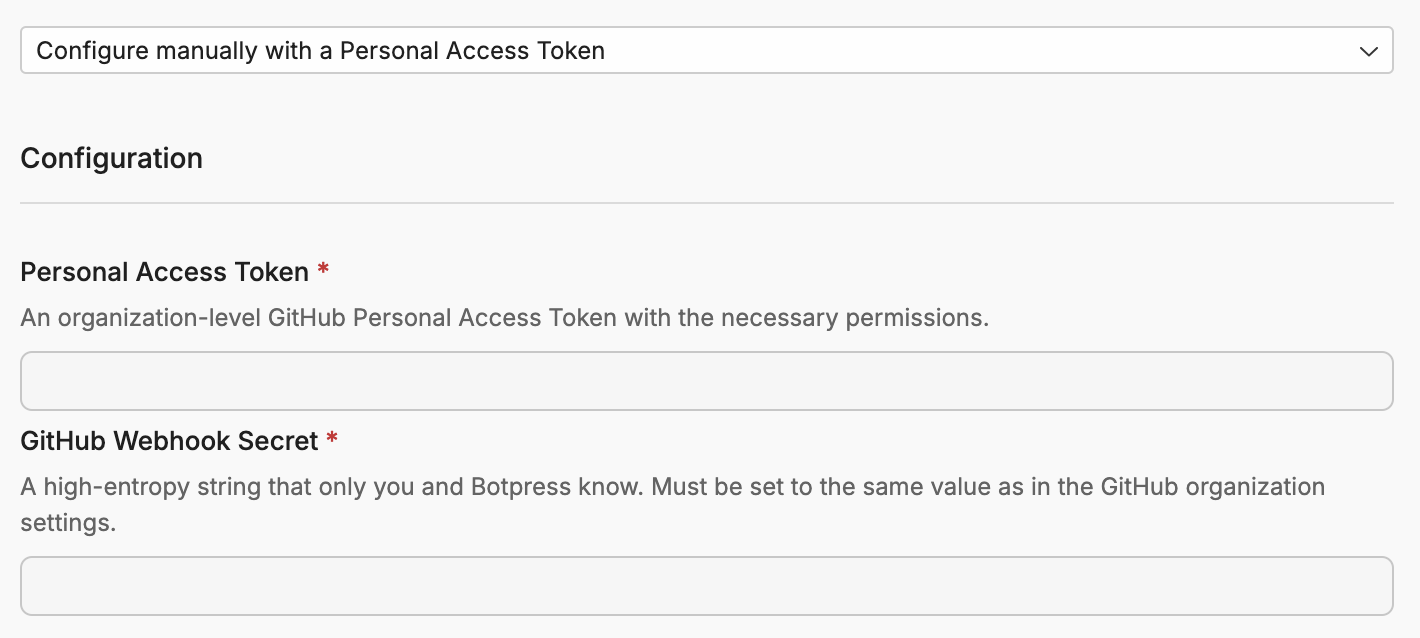 Configure manually with a Personal Access Token
Configuration
Personal Access Token *
An organization-level GitHub Personal Access Token with the necessary permissions.
GitHub Webhook Secret *
A high-entropy string that only you and Botpress know. Must be set to the same value as in the GitHub organization
settings.